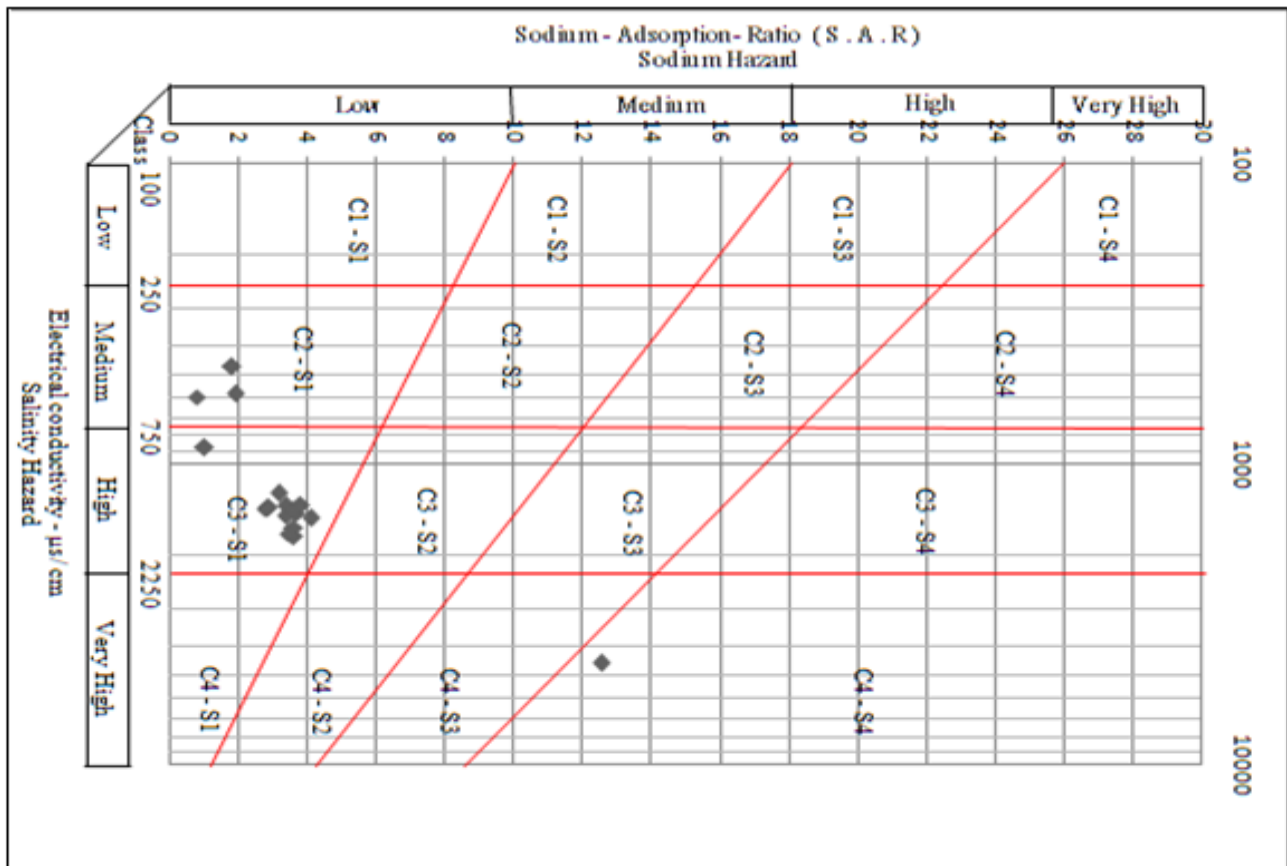 Sodium - Adsorption- Ratio ( S . A . R )
Sodium Hazard
Low Medium High Very High
Class 0 2 4 6 8 10 12 14 16 18 20 22 24 26 28 30
100 1000 10000
100 250 750 2250
Low Medium High Very High
Electrical conductivity - µs/ cm
Salinity Hazard
C1 - S1 C1 - S2 C1 - S3 C1 - S4
C2 - S1 C2 - S2 C2 - S3 C2 - S4
C3 - S1 C3 - S2 C3 - S3 C3 - S4
C4 - S1 C4 - S2 C4 - S3 C4 - S4